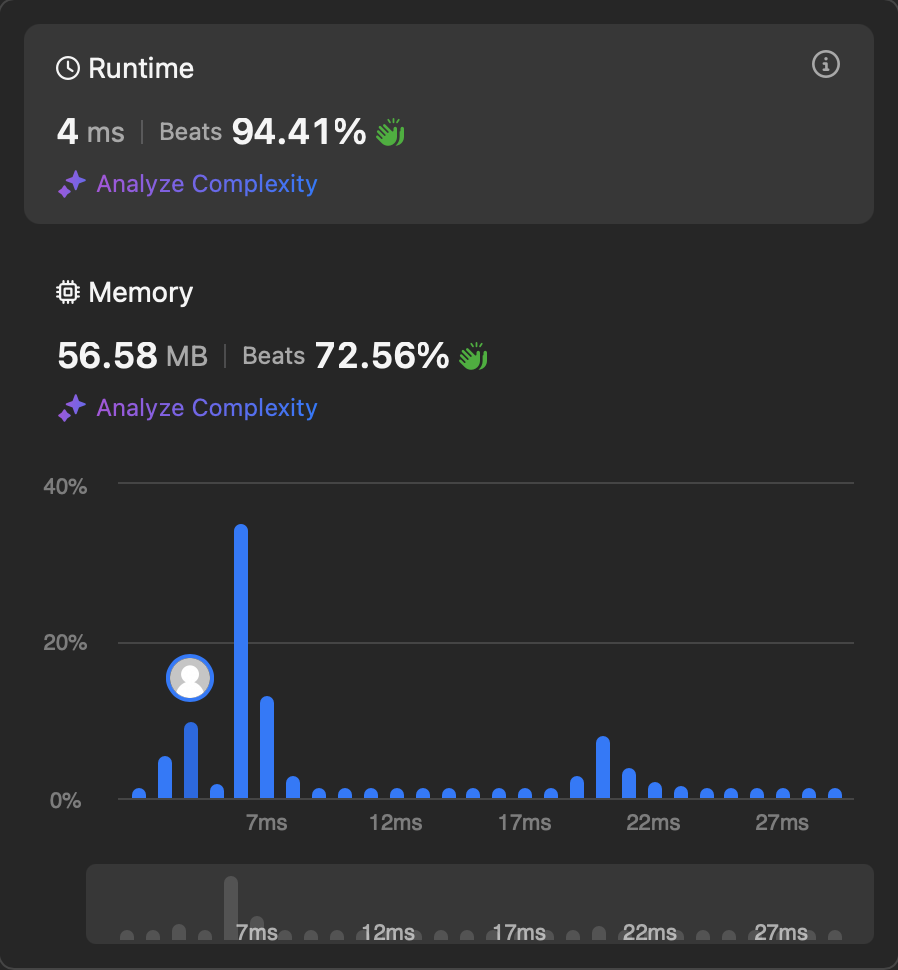 Runtime
4 ms | Beats 94.41%
Analyze Complexity
Memory
56.58 MB | Beats 72.56%
Analyze Complexity
40%
20%
0%
7ms 12ms 17ms 22ms 27ms
7ms 12ms 17ms 22ms 27ms